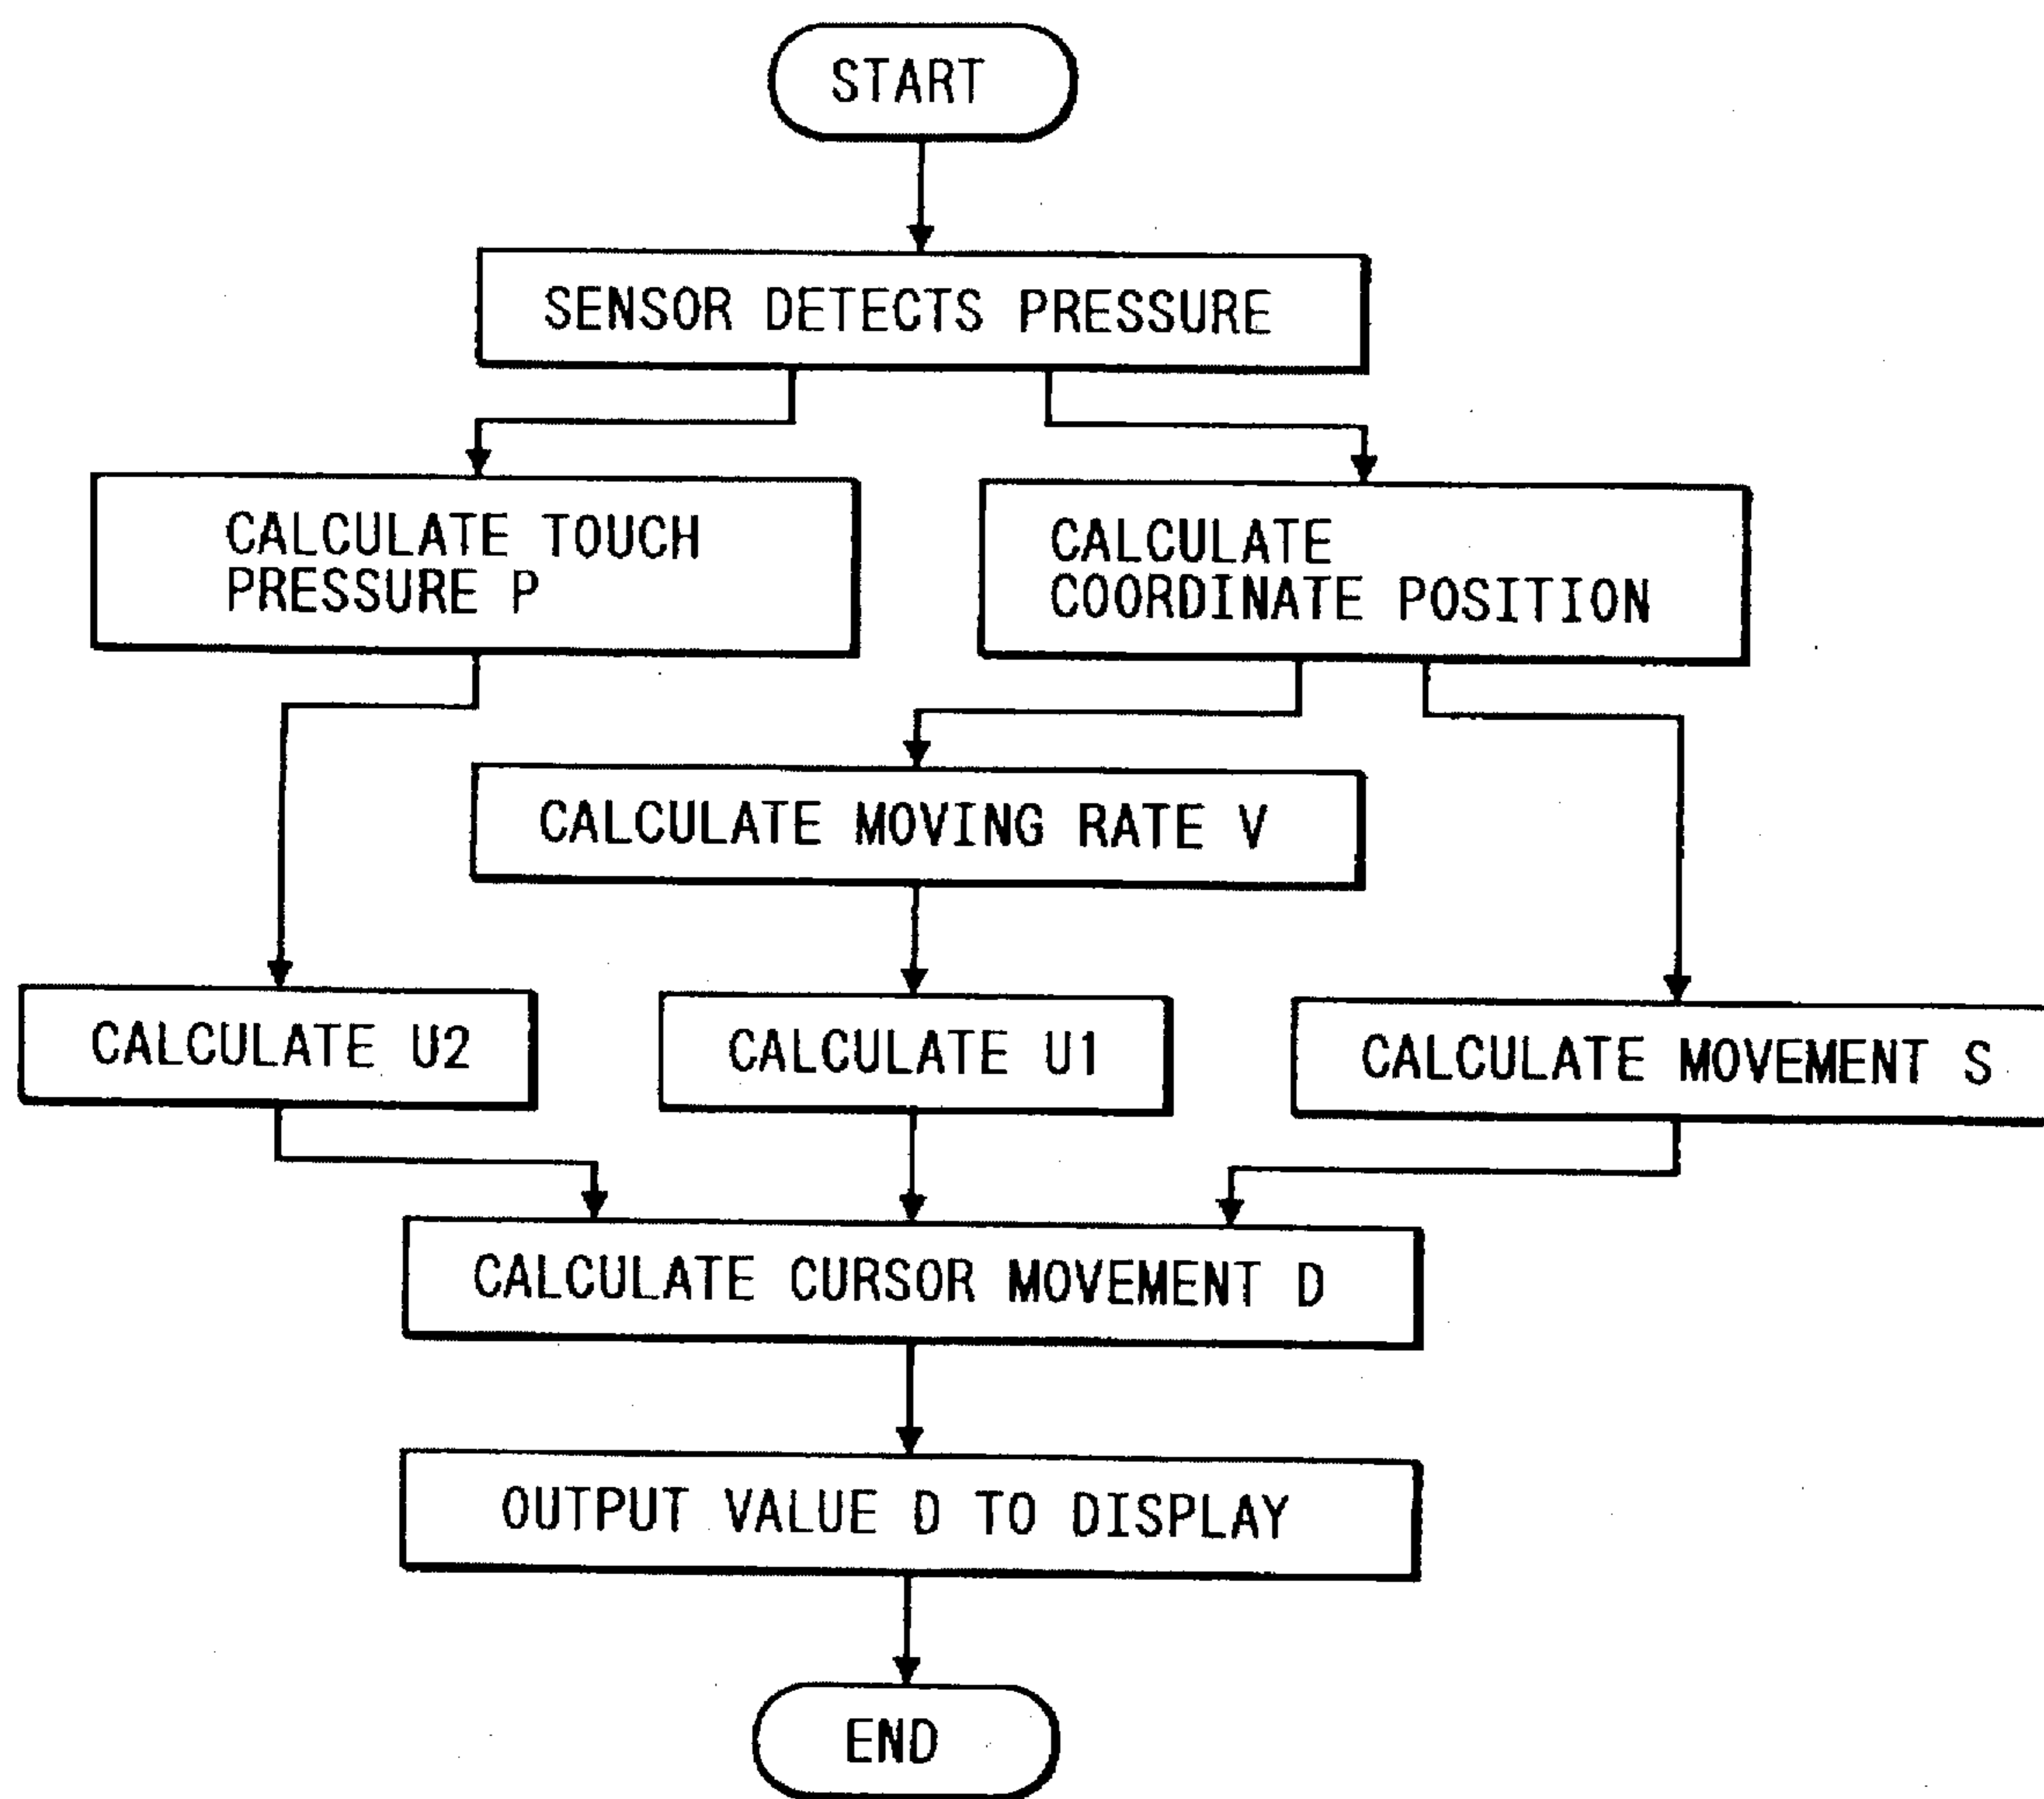 START
SENSOR DETECTS PRESSURE
CALCULATE TOUCH
PRESSURE P
CALCULATE
COORDINATE POSITION
CALCULATE MOVING RATE V
CALCULATE U2
CALCULATE U1
CALCULATE MOVEMENT S
CALCULATE CURSOR MOVEMENT D
OUTPUT VALUE D TO DISPLAY
END